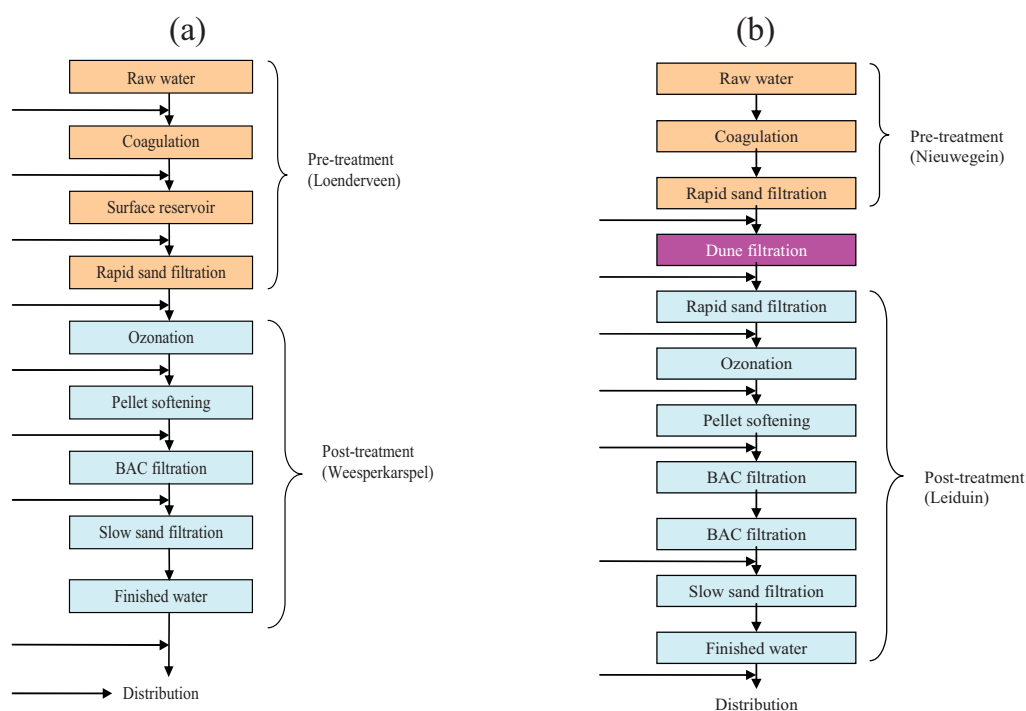 (a)
Raw water
Coagulation
Surface reservoir
Rapid sand filtration
Pre-treatment
(Loenderveen)
Ozonation
Pellet softening
BAC filtration
Slow sand filtration
Finished water
Post-treatment
(Weesperkarspel)
Distribution
(b)
Raw water
Coagulation
Rapid sand filtration
Pre-treatment
(Nieuwegein)
Dune filtration
Rapid sand filtration
Ozonation
Pellet softening
BAC filtration
BAC filtration
Slow sand filtration
Finished water
Post-treatment
(Leiduin)
Distribution